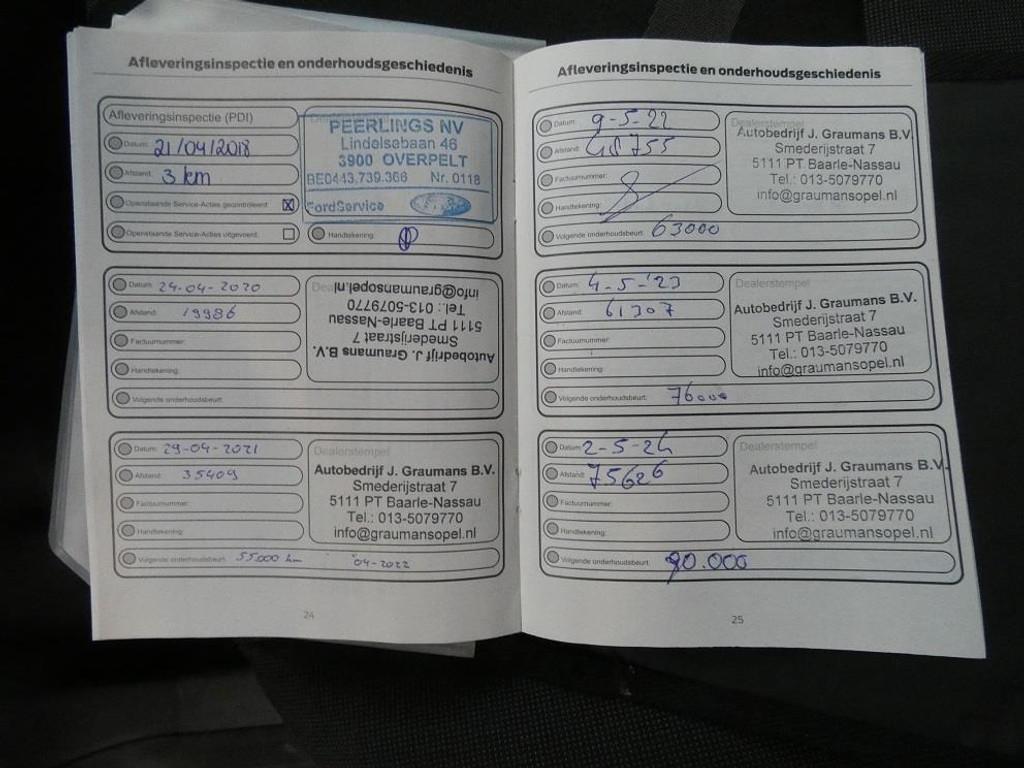 Afleveringsinspectie en onderhoudsgeschiedenis
Afleveringsinspectie (PDI)
Datum: 21/04/2018
Afstand: 3 km
Openstaande Service-Acties gecontroleerd: X
Openstaande Service-Acties uitgevoerd:
PEERLINGS NV
Lindelsebaan 46
3900 OVERPELT
BE0443.739.366 Nr. 0118
FordService
Handtekening:
Datum: 24-04-2020
Afstand: 19986
Factuurnummer:
Handtekening:
Volgende onderhoudsbeurt:
Autobedrijf J. Graumans B.V.
Smederijstraat 7
5111 PT Baarle-Nassau
Tel.: 013-5079770
info@graumansopel.nl
Datum: 29-04-2021
Afstand: 35409
Factuurnummer:
Handtekening:
Volgende onderhoudsbeurt: 55000 km 04-2022
Dealerstempel
Autobedrijf J. Graumans B.V.
Smederijstraat 7
5111 PT Baarle-Nassau
Tel.: 013-5079770
info@graumansopel.nl
24
Afleveringsinspectie en onderhoudsgeschiedenis
Datum: 9-5-22
Afstand: 48755
Factuurnummer:
Handtekening:
Volgende onderhoudsbeurt: 63000
Dealerstempel
Autobedrijf J. Graumans B.V.
Smederijstraat 7
5111 PT Baarle-Nassau
Tel.: 013-5079770
info@graumansopel.nl
Datum: 4-5-'23
Afstand: 61307
Factuurnummer:
Handtekening:
Volgende onderhoudsbeurt: 76000
Dealerstempel
Autobedrijf J. Graumans B.V.
Smederijstraat 7
5111 PT Baarle-Nassau
Tel.: 013-5079770
info@graumansopel.nl
Datum: 2-5-24
Afstand: 75626
Factuurnummer:
Handtekening:
Volgende onderhoudsbeurt: 90.000
Dealerstempel
Autobedrijf J. Graumans B.V.
Smederijstraat 7
5111 PT Baarle-Nassau
Tel.: 013-5079770
info@graumansopel.nl
25